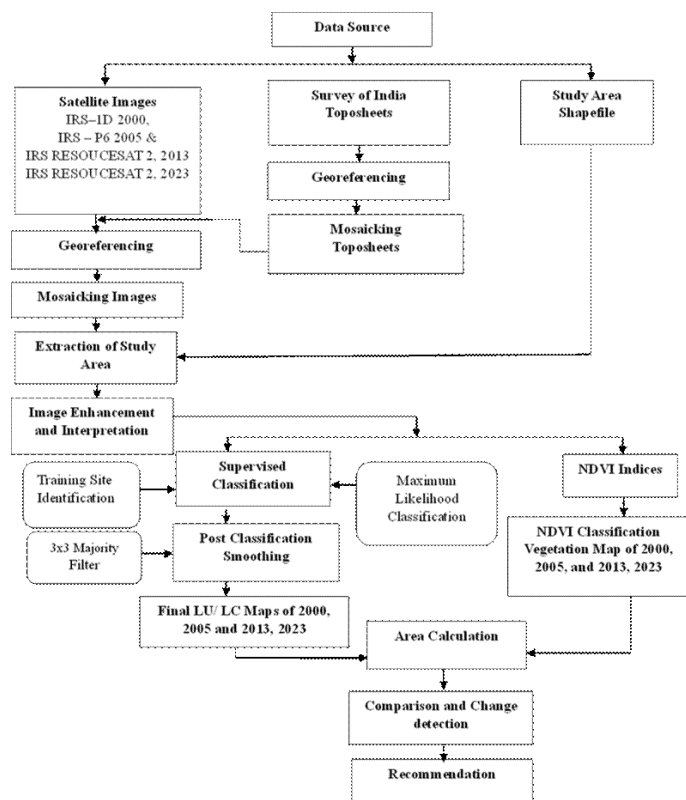 Data Source
Satellite Images
IRS–1D 2000,
IRS – P6 2005 &
IRS RESOUCESAT 2, 2013
IRS RESOUCESAT 2, 2023
Survey of India
Toposheets
Study Area
Shapefile
Georeferencing
Mosaicking
Toposheets
Georeferencing
Mosaicking Images
Extraction of Study
Area
Image Enhancement
and Interpretation
Training Site
Identification
Supervised
Classification
Maximum
Likelihood
Classification
NDVI Indices
3x3 Majority
Filter
Post Classification
Smoothing
NDVI Classification
Vegetation Map of 2000,
2005, and 2013, 2023
Final LU/ LC Maps of 2000,
2005 and 2013, 2023
Area Calculation
Comparison and Change
detection
Recommendation